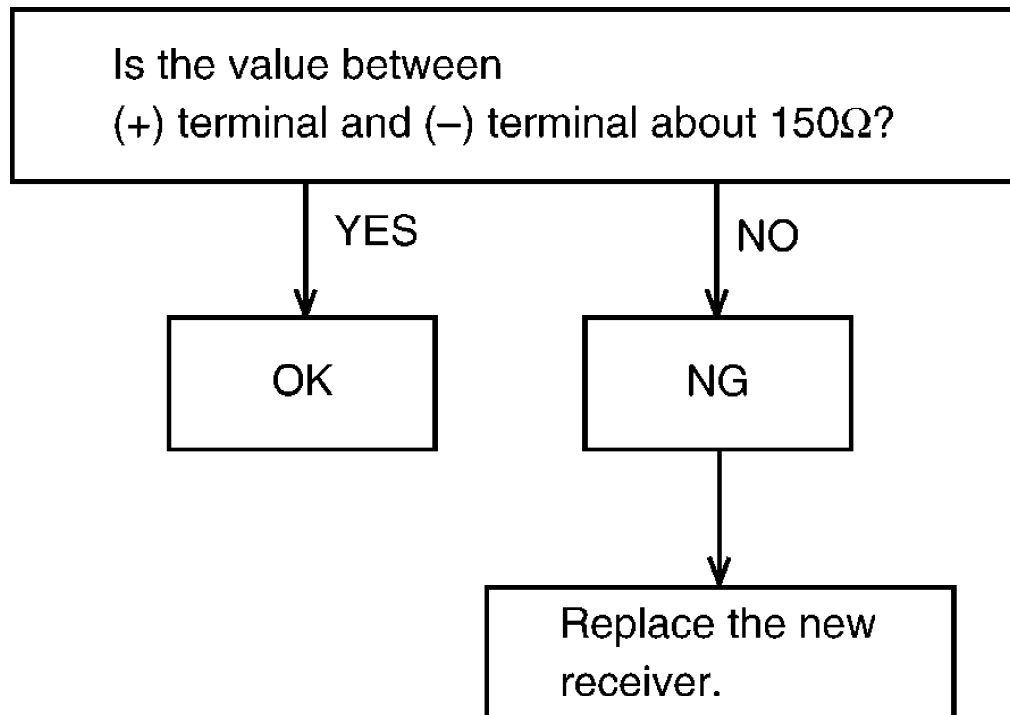 Is the value between
(+) terminal and (–) terminal about 150Ω?
YES
NO
OK
NG
Replace the new
receiver.